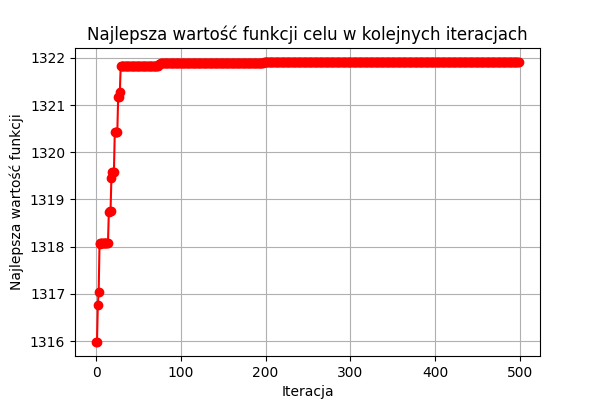 Najlepsza wartość funkcji celu w kolejnych iteracjach
Najlepsza wartość funkcji
1322
1321
1320
1319
1318
1317
1316
0 100 200 300 400 500
Iteracja